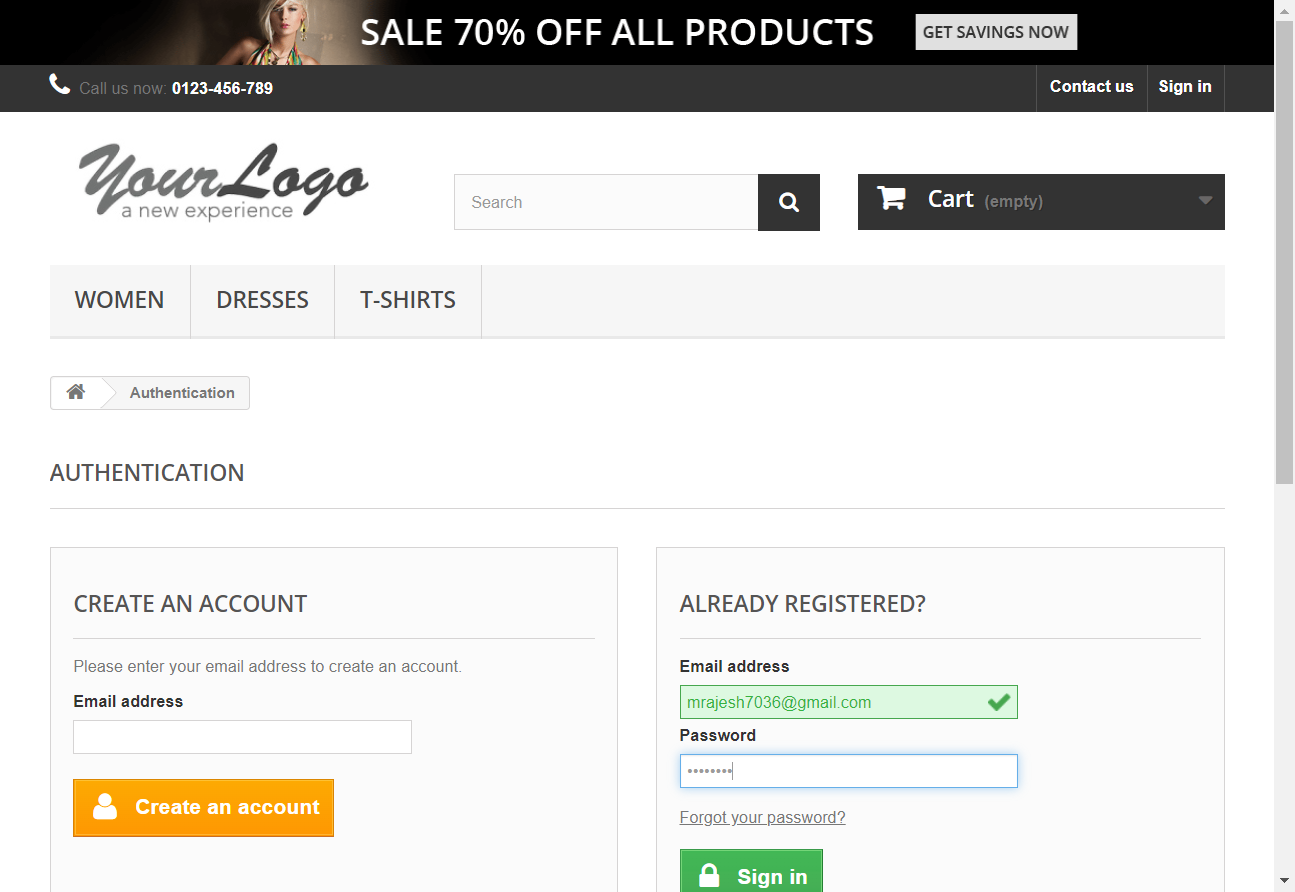 SALE 70% OFF ALL PRODUCTS GET SAVINGS NOW
Call us now: 0123-456-789 Contact us Sign in
Your Logo
a new experience
Search
Cart (empty)
WOMEN DRESSES T-SHIRTS
Authentication
AUTHENTICATION
CREATE AN ACCOUNT
Please enter your email address to create an account.
Email address
Create an account
ALREADY REGISTERED?
Email address
mrajesh7036@gmail.com
Password
••••••••
Forgot your password?
Sign in